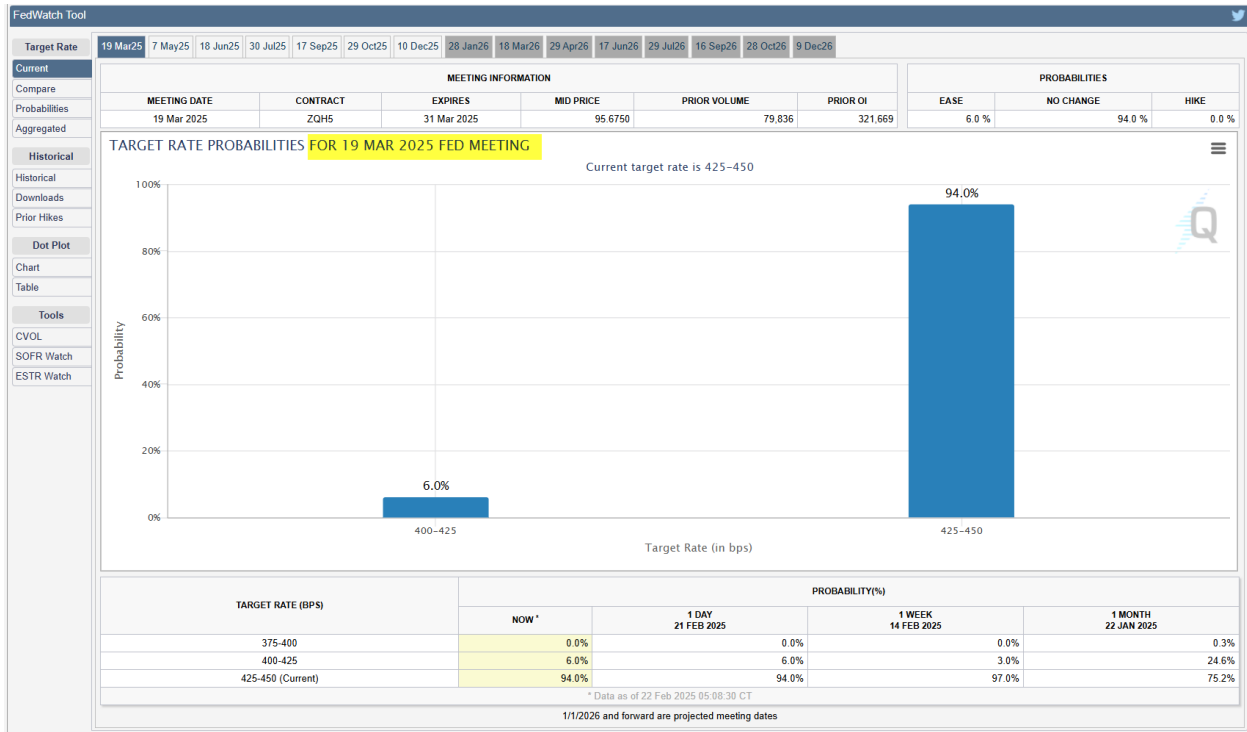 FedWatch Tool
Target Rate
Current
Compare
Probabilities
Aggregated
Historical
Historical
Downloads
Prior Hikes
Dot Plot
Chart
Table
Tools
CVOL
SOFR Watch
ESTR Watch
19 Mar25 7 May25 18 Jun25 30 Jul25 17 Sep25 29 Oct25 10 Dec25 28 Jan26 18 Mar26 29 Apr26 17 Jun26 29 Jul26 16 Sep26 28 Oct26 9 Dec26
MEETING INFORMATION PROBABILITIES
MEETING DATE CONTRACT EXPIRES MID PRICE PRIOR VOLUME PRIOR OI EASE NO CHANGE HIKE
19 Mar 2025 ZQH5 31 Mar 2025 95.6750 79,836 321,669 6.0 % 94.0 % 0.0 %
TARGET RATE PROBABILITIES FOR 19 MAR 2025 FED MEETING
Current target rate is 425-450
100%
80%
60%
40%
20%
0%
Probability
6.0%
94.0%
Q
400-425 425-450
Target Rate (in bps)
TARGET RATE (BPS) PROBABILITY(%)
NOW * 1 DAY 1 WEEK 1 MONTH
21 FEB 2025 14 FEB 2025 22 JAN 2025
375-400 0.0% 0.0% 0.0% 0.3%
400-425 6.0% 6.0% 3.0% 24.6%
425-450 (Current) 94.0% 94.0% 97.0% 75.2%
* Data as of 22 Feb 2025 05:08:30 CT
1/1/2026 and forward are projected meeting dates